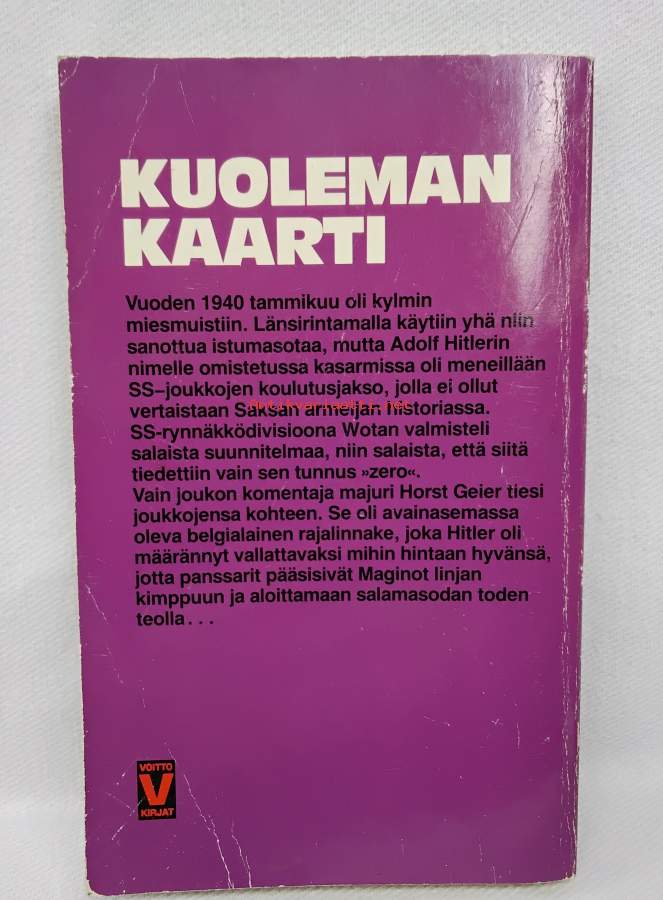 KUOLEMAN
KAARTI
Vuoden 1940 tammikuu oli kylmin
miesmuistiin. Länsirintamalla käytiin yhä niin
sanottua istumasotaa, mutta Adolf Hitlerin
nimelle omistetussa kasarmissa oli meneillään
SS–joukkojen koulutusjakso, jolla ei ollut
vertaistaan Saksan armeijan historiassa.
Antikvariaatti.net
SS-rynnäkködivisioona Wotan valmisteli
salaista suunnitelmaa, niin salaista, että siitä
tiedettiin vain sen tunnus »zero«.
Vain joukon komentaja majuri Horst Geier tiesi
joukkojensa kohteen. Se oli avainasemassa
oleva belgialainen rajalinnake, joka Hitler oli
määrännyt vallattavaksi mihin hintaan hyvänsä,
jotta panssarit pääsisivät Maginot linjan
kimppuun ja aloittamaan salamasodan toden
teolla...
VOITTO
V
KIRJAT